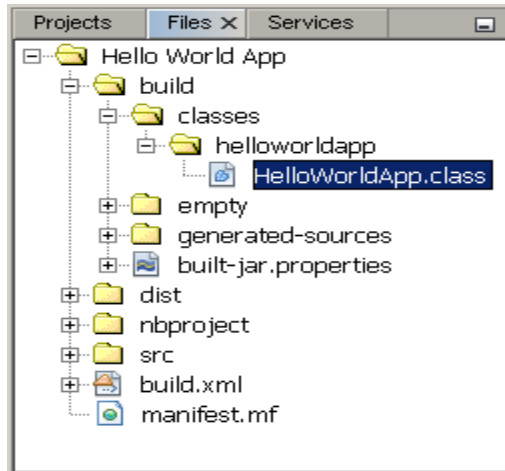 Projects Files Services
Hello World App
build
classes
helloworldapp
HelloWorldApp.class
empty
generated-sources
built-jar.properties
dist
nbproject
src
build.xml
manifest.mf